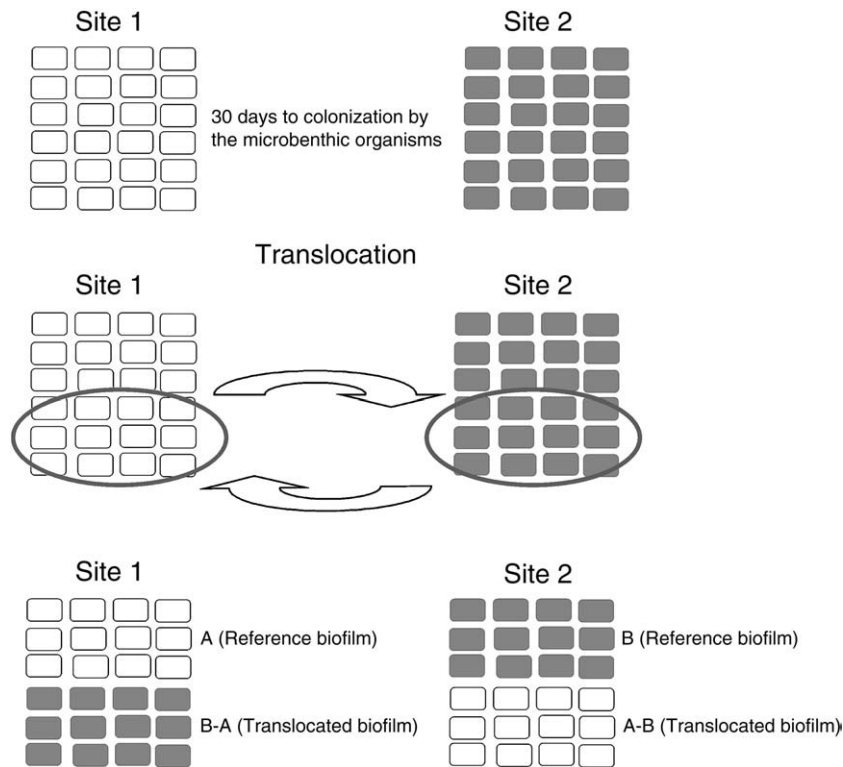 Site 1
Site 2
30 days to colonization by
the microbenthic organisms
Translocation
Site 1
Site 2
Site 1
Site 2
A (Reference biofilm)
B (Reference biofilm)
B-A (Translocated biofilm)
A-B (Translocated biofilm)